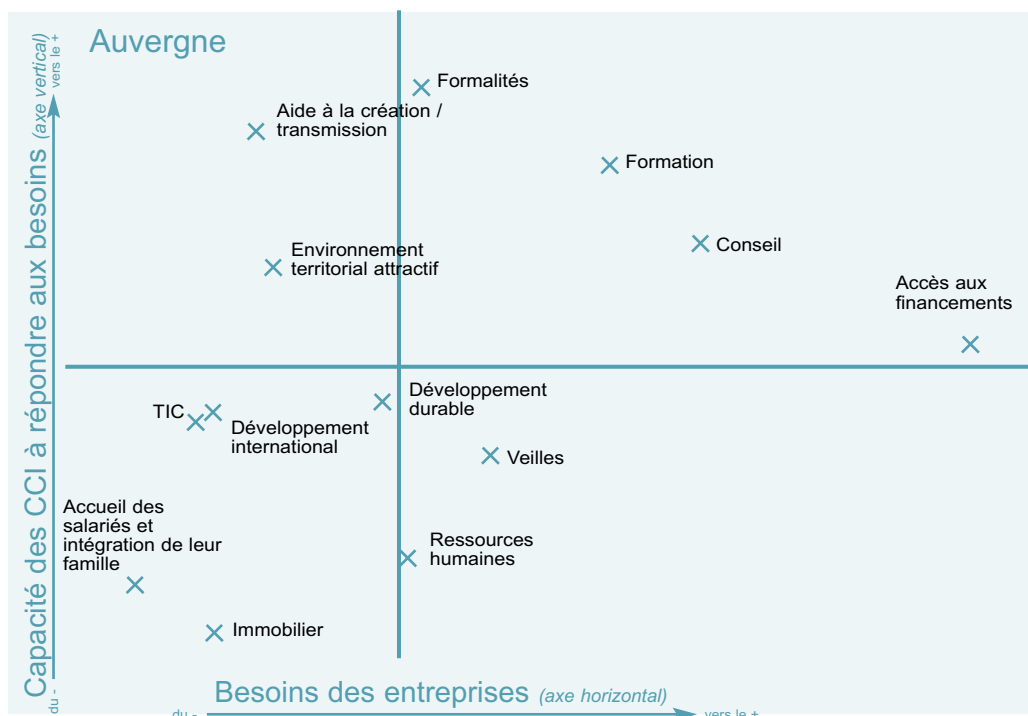 Auvergne
Capacité des CCI à répondre aux besoins (axe vertical)
du -
vers le +
Formalités
Aide à la création /
transmission
Formation
Conseil
Environnement
territorial attractif
Accès aux
financements
Développement
durable
TIC
Développement
international
Veilles
Accueil des
salariés et
intégration de leur
famille
Ressources
humaines
Immobilier
Besoins des entreprises (axe horizontal)
du -
vers le +